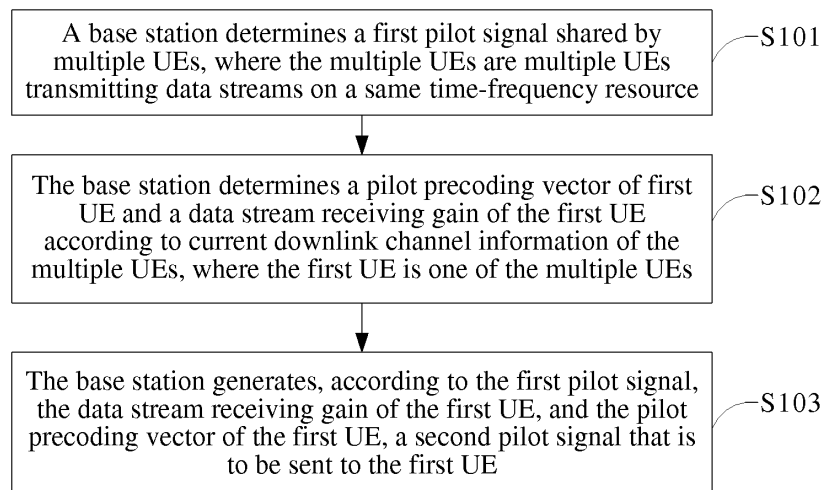 A base station determines a first pilot signal shared by
multiple UEs, where the multiple UEs are multiple UEs
transmitting data streams on a same time-frequency resource
S101
The base station determines a pilot precoding vector of first
UE and a data stream receiving gain of the first UE
according to current downlink channel information of the
multiple UEs, where the first UE is one of the multiple UEs
S102
The base station generates, according to the first pilot signal,
the data stream receiving gain of the first UE, and the pilot
precoding vector of the first UE, a second pilot signal that is
to be sent to the first UE
S103